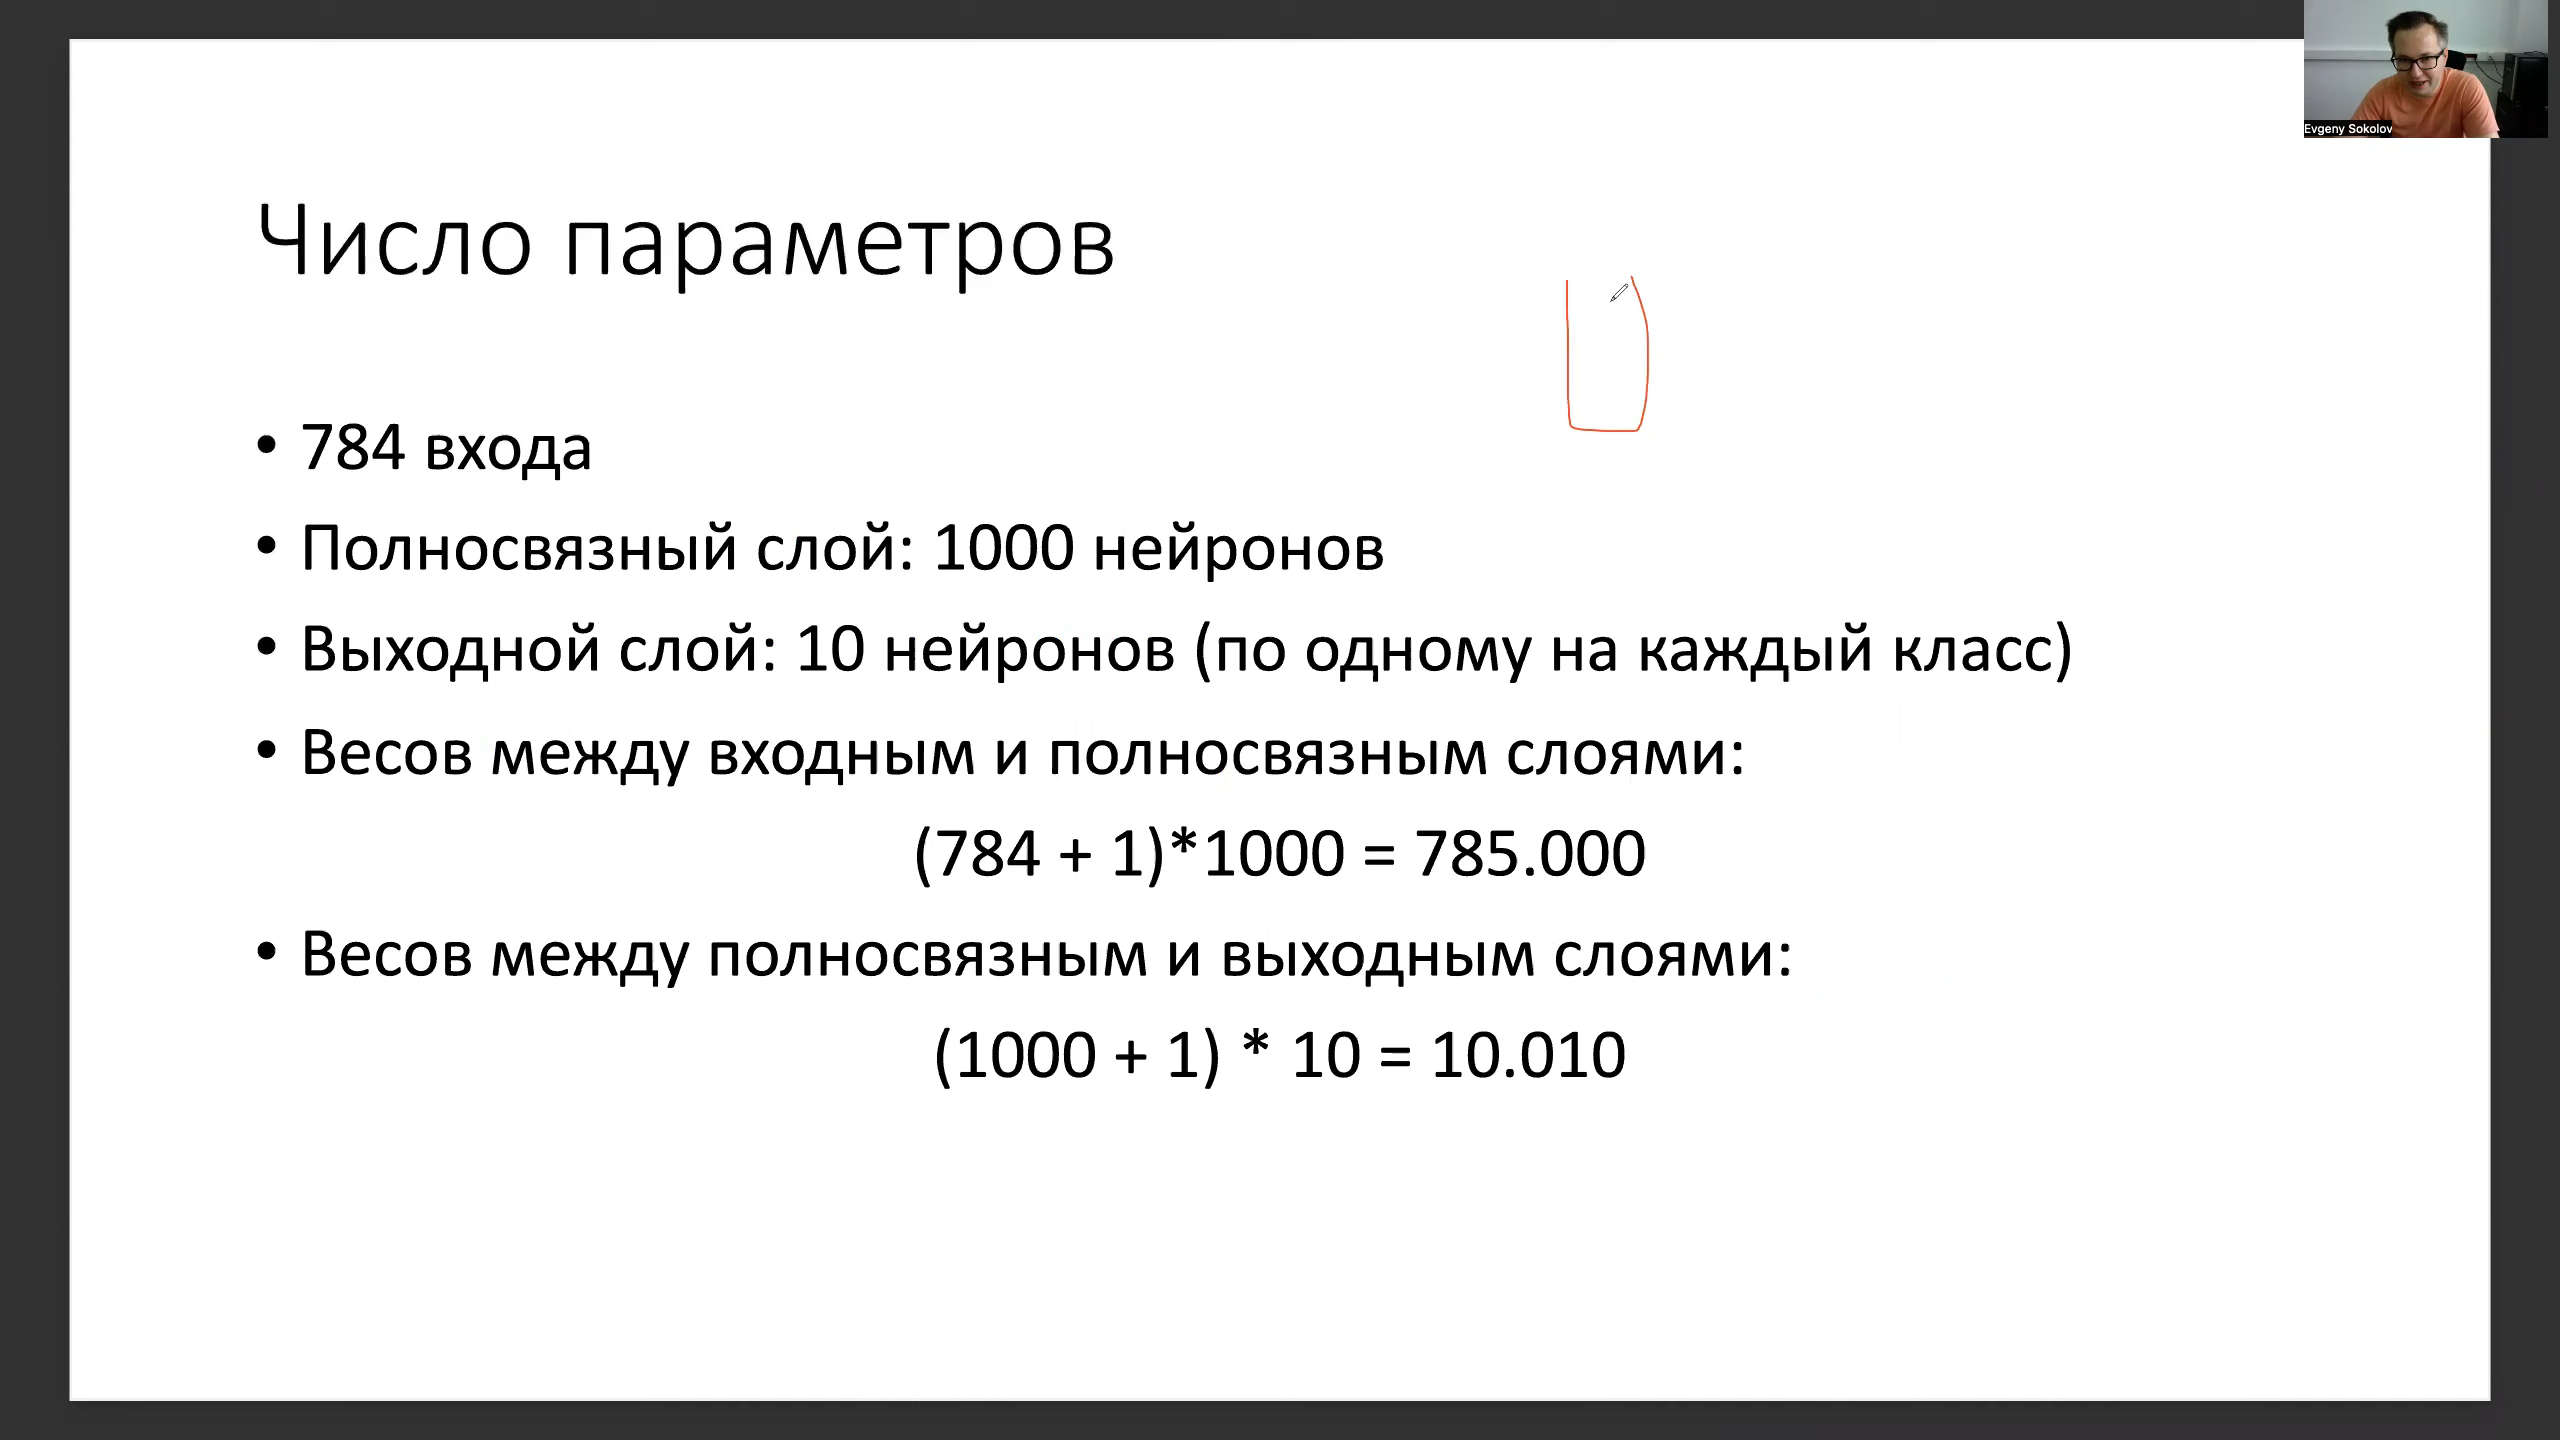 Evgeny Sokolov
Число параметров
• 784 входа
• Полносвязный слой: 1000 нейронов
• Выходной слой: 10 нейронов (по одному на каждый класс)
• Весов между входным и полносвязным слоями:
(784 + 1)*1000 = 785.000
• Весов между полносвязным и выходным слоями:
(1000 + 1) * 10 = 10.010